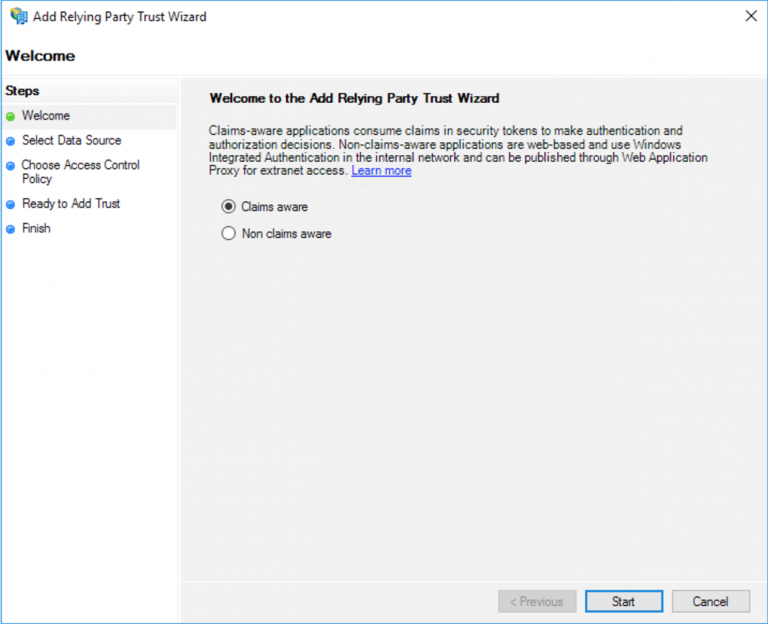 Add Relying Party Trust Wizard
Welcome
Steps
Welcome
Select Data Source
Choose Access Control
Policy
Ready to Add Trust
Finish
Welcome to the Add Relying Party Trust Wizard
Claims-aware applications consume claims in security tokens to make authentication and
authorization decisions. Non-claims-aware applications are web-based and use Windows
Integrated Authentication in the internal network and can be published through Web Application
Proxy for extranet access. Learn more
Claims aware
Non claims aware
< Previous
Start
Cancel